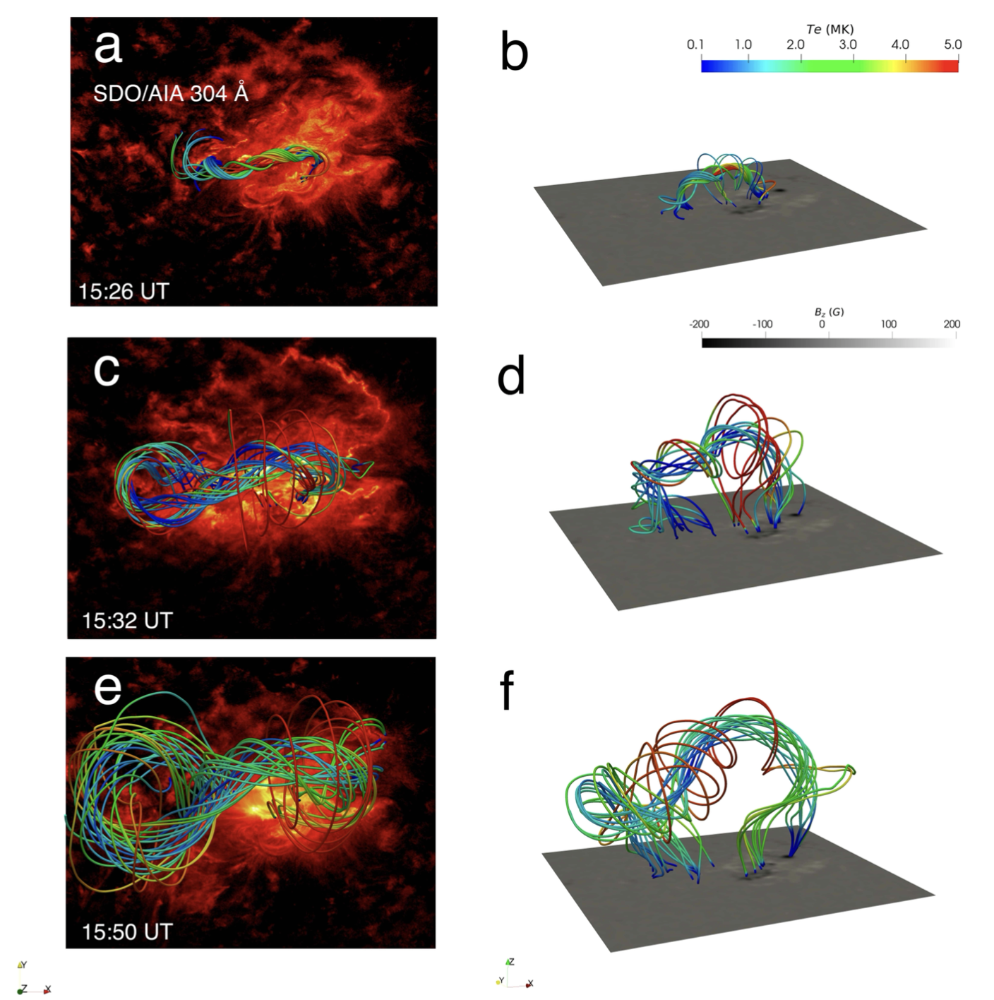 a
SDO/AIA 304 Å
15:26 UT
b
Te (MK)
0.1 1.0 2.0 3.0 4.0 5.0
c
15:32 UT
Bz (G)
-200 -100 0 100 200
d
e
15:50 UT
f
Y
Z X
Z
Y X